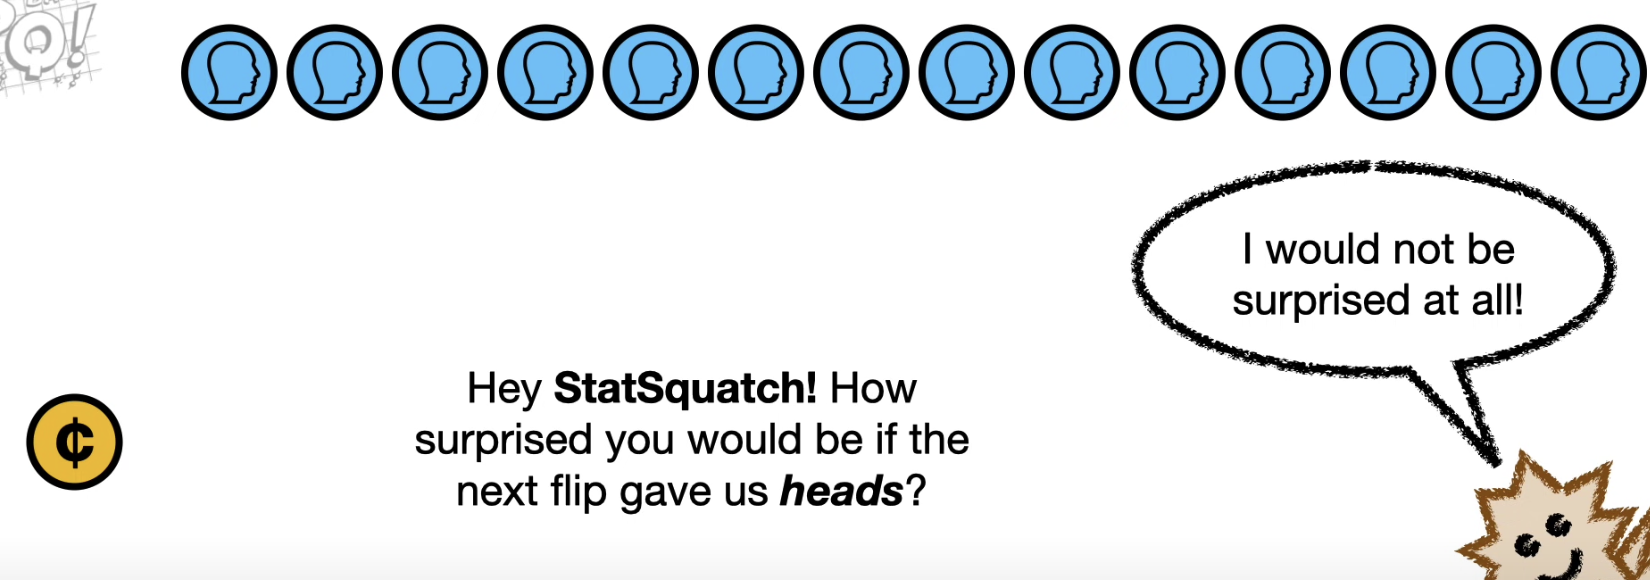 Q!
I would not be
surprised at all!
Hey StatSquatch! How
surprised you would be if the
next flip gave us heads?
¢